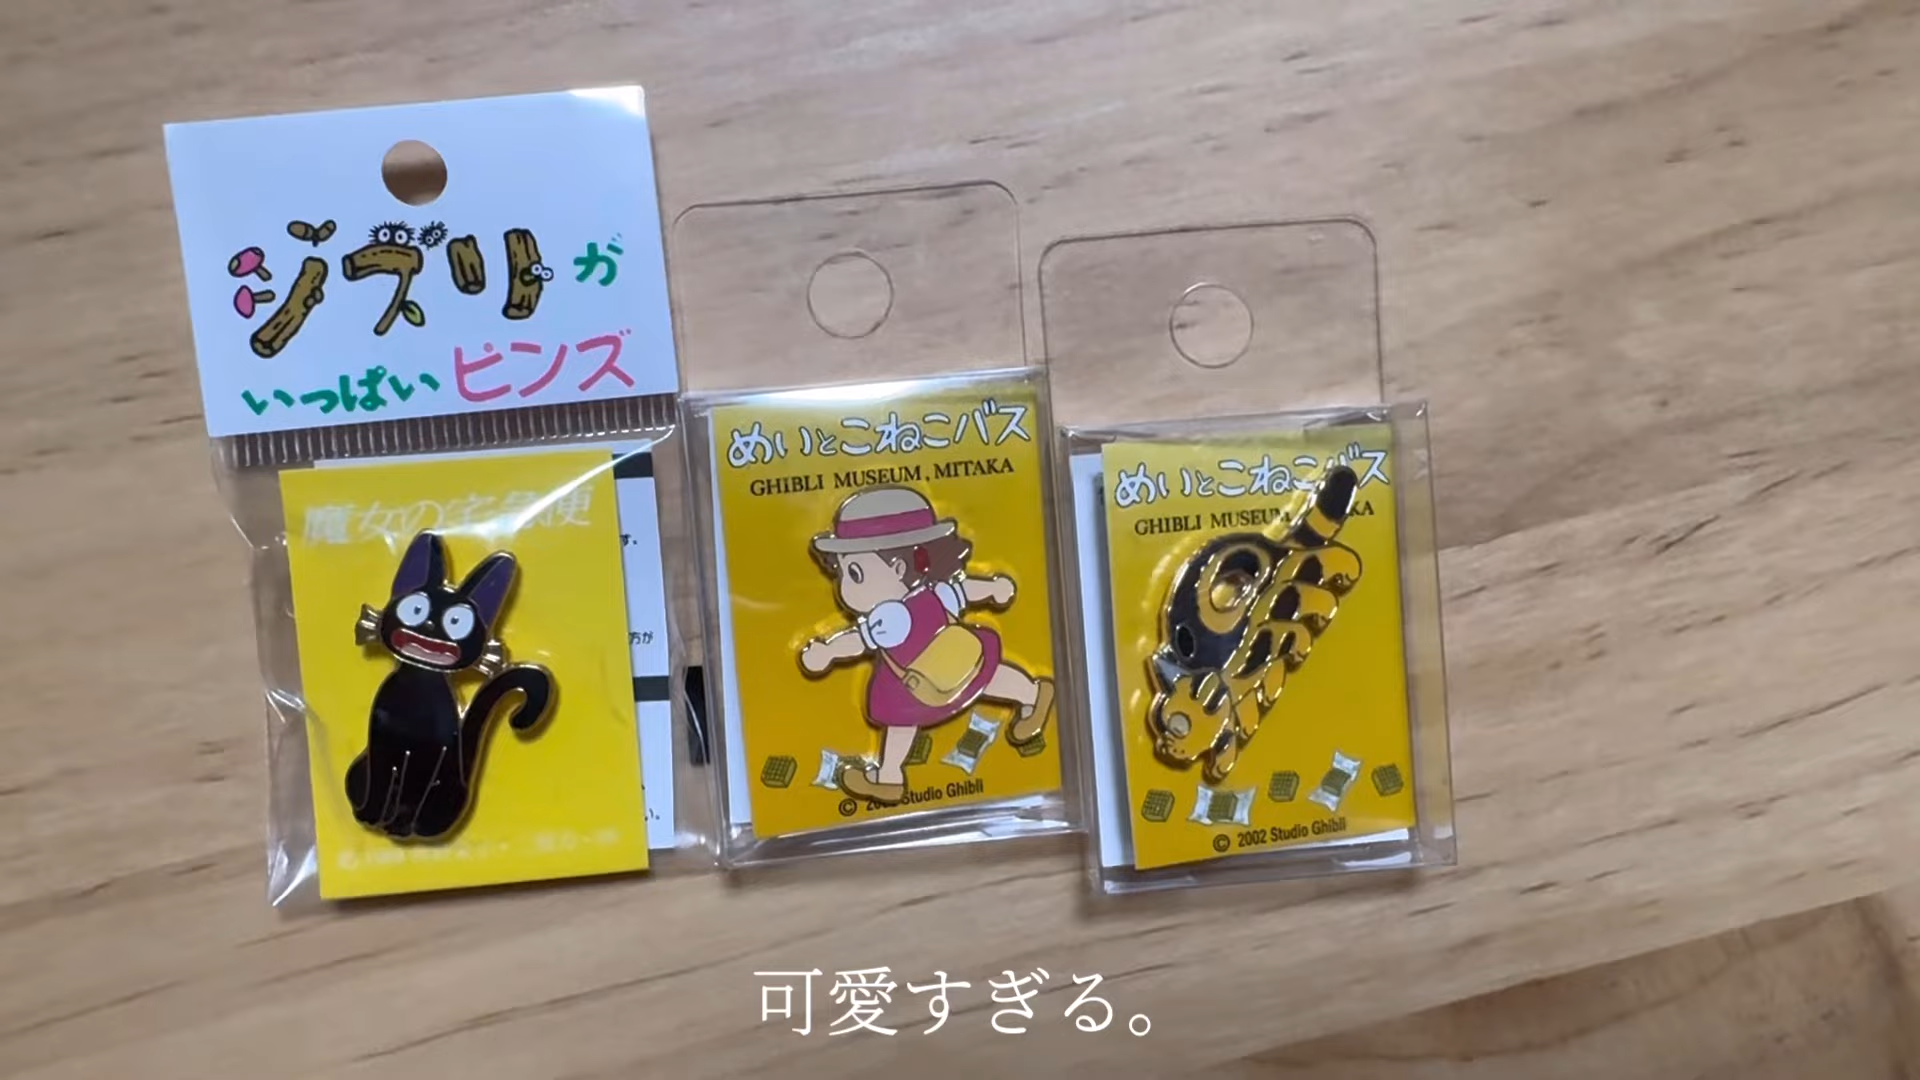 ジブリが
いっぱいピンズ
魔女の宅急便
めいとこねこバス
GHIBLI MUSEUM, MITAKA
Studio Ghibli
めいとこねこバス
GHIBLI MUSEUM
© 2002 Studio Ghibli
可愛すぎる。